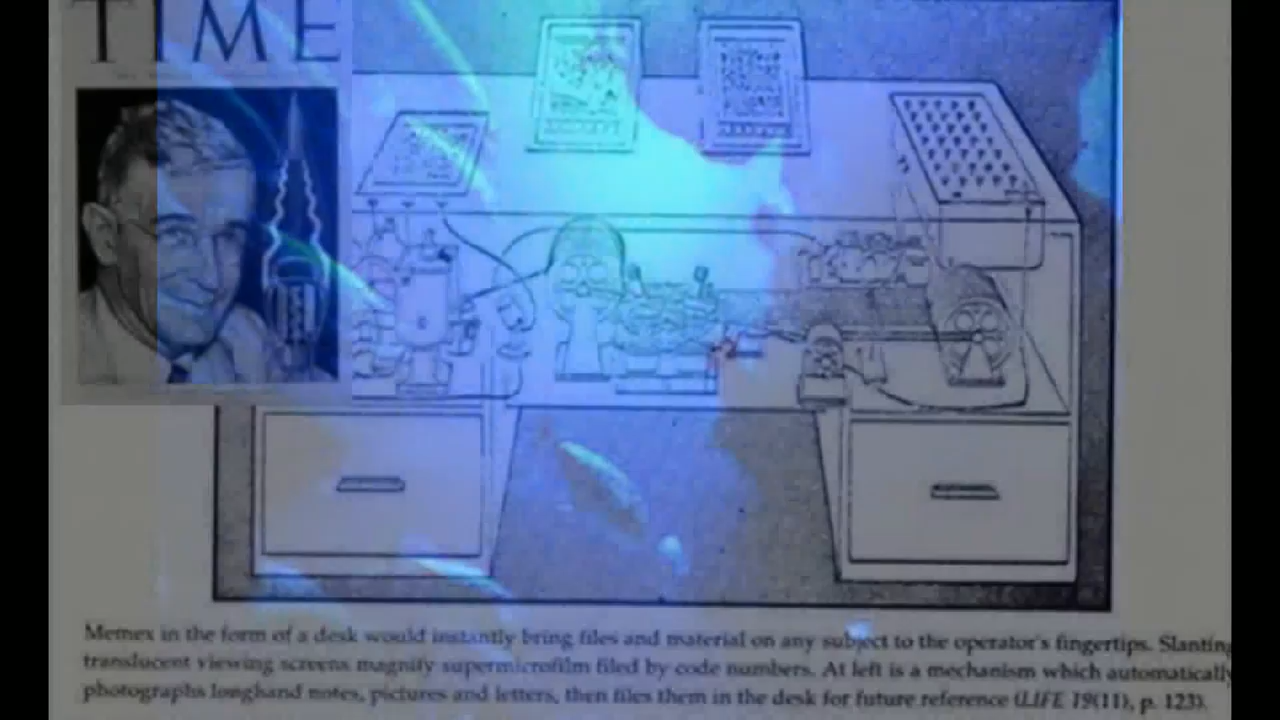 TIME
Memex in the form of a desk would instantly bring files and material on any subject to the operator's fingertips. Slanting
translucent viewing screens magnify supermicrofilm filed by code numbers. At left is a mechanism which automatically
photographs longhand notes, pictures and letters, then files them in the desk for future reference (LIFE 19(11), p. 123).